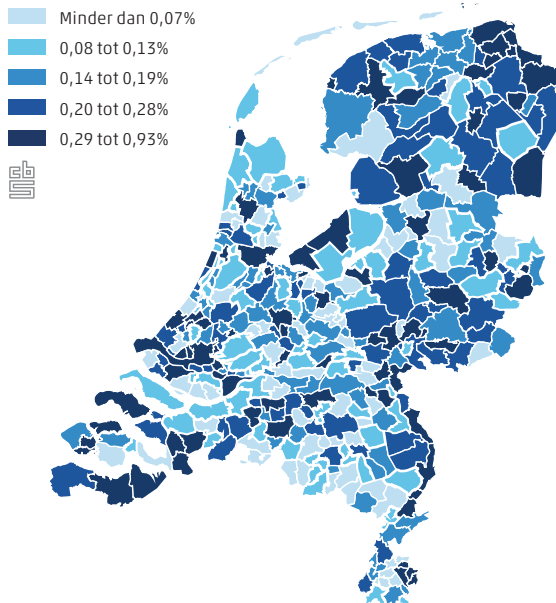 Minder dan 0,07%
0,08 tot 0,13%
0,14 tot 0,19%
0,20 tot 0,28%
0,29 tot 0,93%